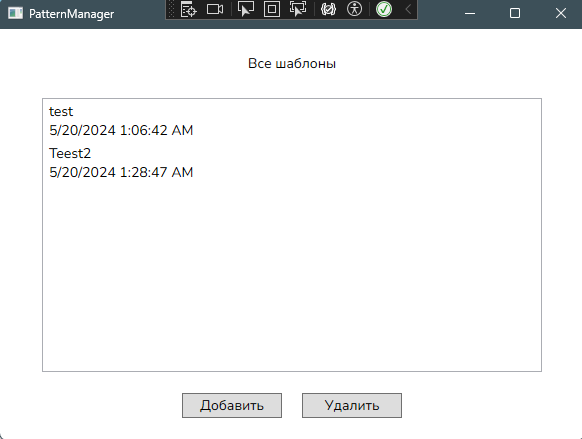 PatternManager
Все шаблоны
test
5/20/2024 1:06:42 AM
Teest2
5/20/2024 1:28:47 AM
Добавить
Удалить